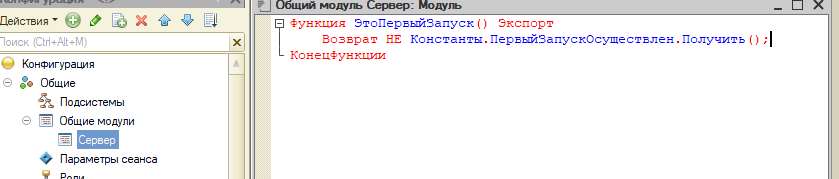 Конфигурация
Действия
Поиск (Ctrl+Alt+M)
Конфигурация
Общие
Подсистемы
Общие модули
Сервер
Параметры сеанса
Роли
Общий модуль Сервер: Модуль
Функция ЭтоПервыйЗапуск() Экспорт
Возврат НЕ Константы.ПервыйЗапускОсуществлен.Получить();
КонецФункции